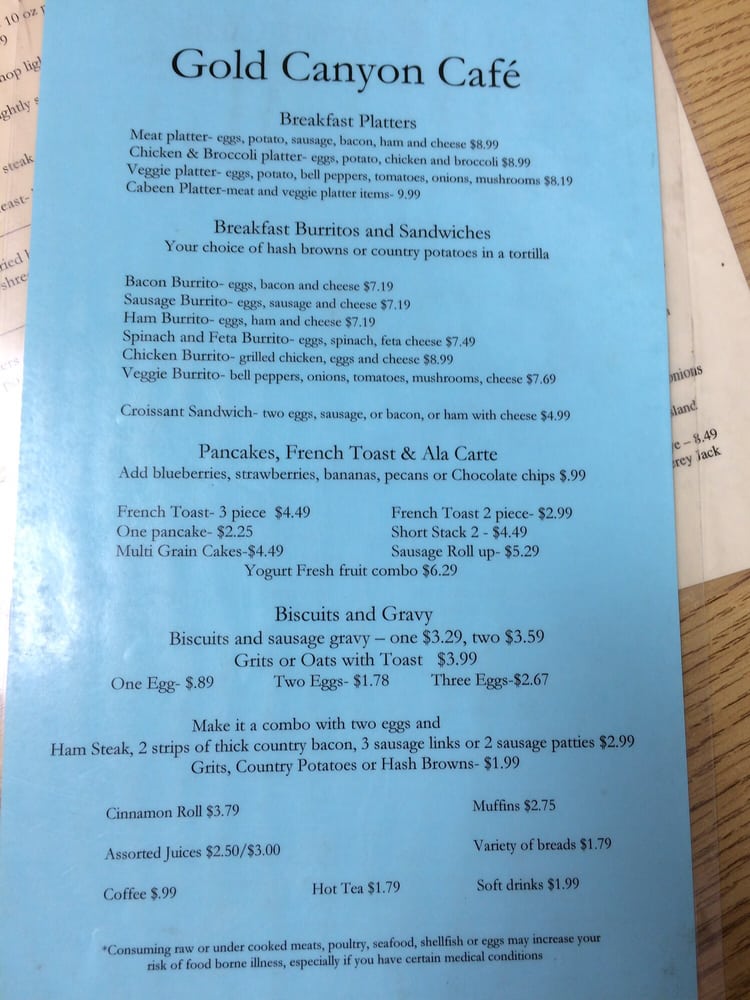 Gold Canyon Café
Breakfast Platters
Meat platter- eggs, potato, sausage, bacon, ham and cheese $8.99
Chicken & Broccoli platter- eggs, potato, chicken and broccoli $8.99
Veggie platter- eggs, potato, bell peppers, tomatoes, onions, mushrooms $8.19
Cabeen Platter-meat and veggie platter items- 9.99
Breakfast Burritos and Sandwiches
Your choice of hash browns or country potatoes in a tortilla
Bacon Burrito- eggs, bacon and cheese $7.19
Sausage Burrito- eggs, sausage and cheese $7.19
Ham Burrito- eggs, ham and cheese $7.19
Spinach and Feta Burrito- eggs, spinach, feta cheese $7.49
Chicken Burrito- grilled chicken, eggs and cheese $8.99
Veggie Burrito- bell peppers, onions, tomatoes, mushrooms, cheese $7.69
Croissant Sandwich- two eggs, sausage, or bacon, or ham with cheese $4.99
Pancakes, French Toast & Ala Carte
Add blueberries, strawberries, bananas, pecans or Chocolate chips $.99
French Toast- 3 piece $4.49 French Toast 2 piece- $2.99
One pancake- $2.25 Short Stack 2 - $4.49
Multi Grain Cakes-$4.49 Sausage Roll up- $5.29
Yogurt Fresh fruit combo $6.29
Biscuits and Gravy
Biscuits and sausage gravy – one $3.29, two $3.59
Grits or Oats with Toast $3.99
One Egg- $.89 Two Eggs- $1.78 Three Eggs-$2.67
Make it a combo with two eggs and
Ham Steak, 2 strips of thick country bacon, 3 sausage links or 2 sausage patties $2.99
Grits, Country Potatoes or Hash Browns- $1.99
Cinnamon Roll $3.79 Muffins $2.75
Assorted Juices $2.50/$3.00 Variety of breads $1.79
Coffee $.99 Hot Tea $1.79 Soft drinks $1.99
*Consuming raw or under cooked meats, poultry, seafood, shellfish or eggs may increase your
risk of food borne illness, especially if you have certain medical conditions
10 oz
steak
– 8.49
Jack